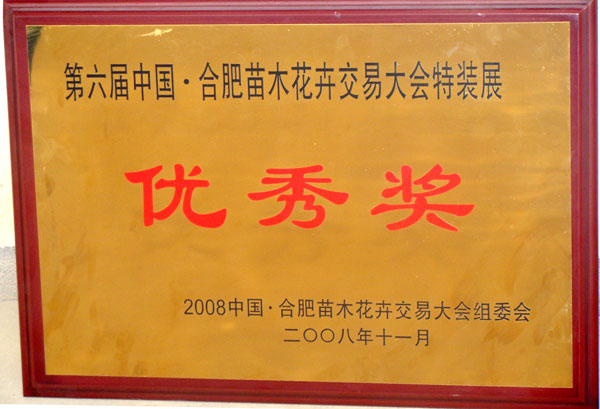 第六届中国·合肥苗木花卉交易大会特装展
优秀奖
2008中国·合肥苗木花卉交易大会组委会
二〇〇八年十一月